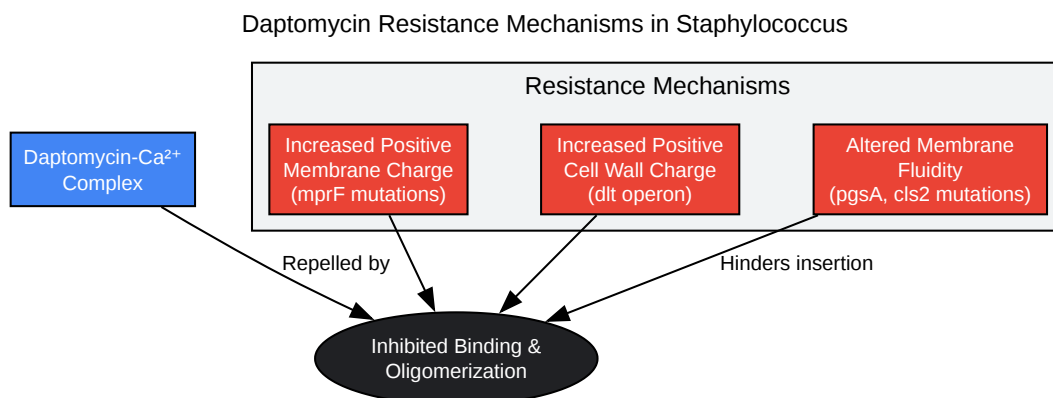 Daptomycin Resistance Mechanisms in Staphylococcus
Resistance Mechanisms
Daptomycin-Ca²⁺
Complex
Increased Positive
Membrane Charge
(mprF mutations)
Increased Positive
Cell Wall Charge
(dlt operon)
Altered Membrane
Fluidity
(pgsA, cls2 mutations)
Repelled by
Hinders insertion
Inhibited Binding &
Oligomerization